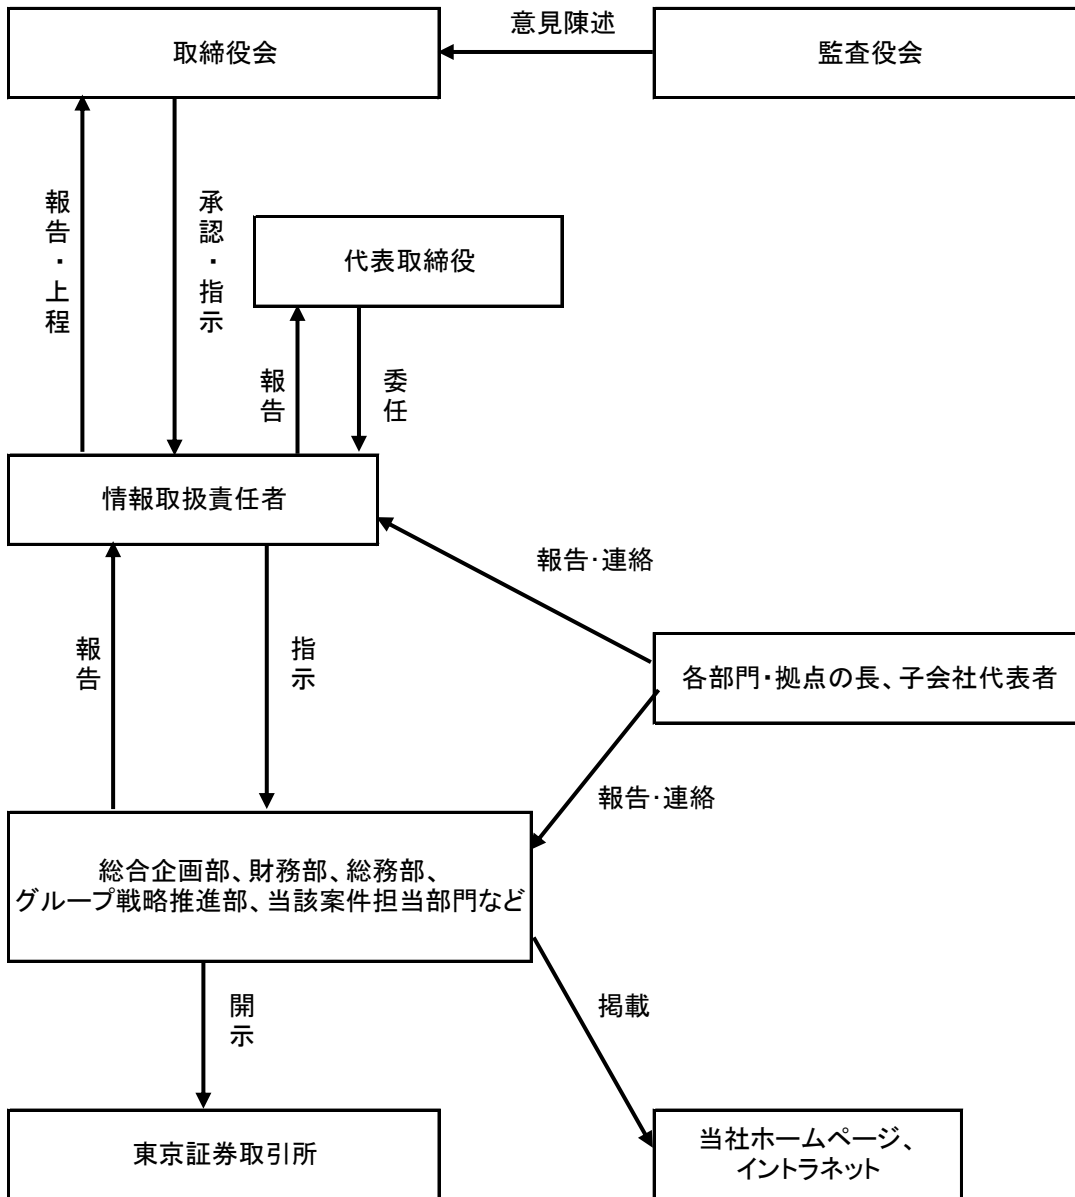 取締役会
意見陳述
監査役会
報告・上程
承認・指示
代表取締役
報告
委任
情報取扱責任者
報告・連絡
報告
指示
各部門・拠点の長、子会社代表者
報告・連絡
総合企画部、財務部、総務部、
グループ戦略推進部、当該案件担当部門など
開示
掲載
東京証券取引所
当社ホームページ、
イントラネット